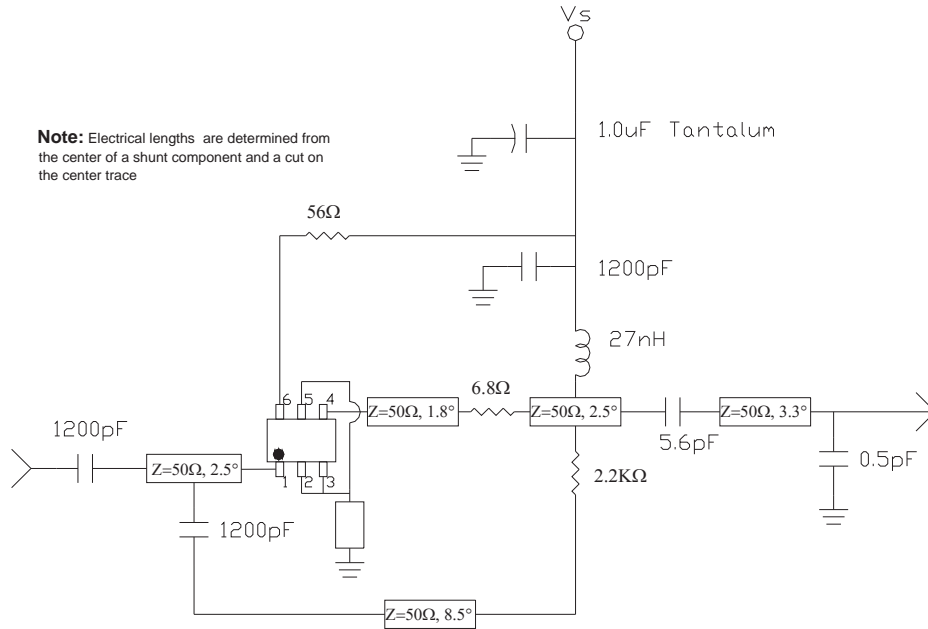 Vs
Note: Electrical lengths are determined from
the center of a shunt component and a cut on
the center trace
1.0uF Tantalum
56Ω
1200pF
27nH
6 5 4
Z=50Ω, 1.8°
6.8Ω
Z=50Ω, 2.5°
5.6pF
Z=50Ω, 3.3°
0.5pF
1200pF
Z=50Ω, 2.5°
1 2 3
2.2KΩ
1200pF
Z=50Ω, 8.5°